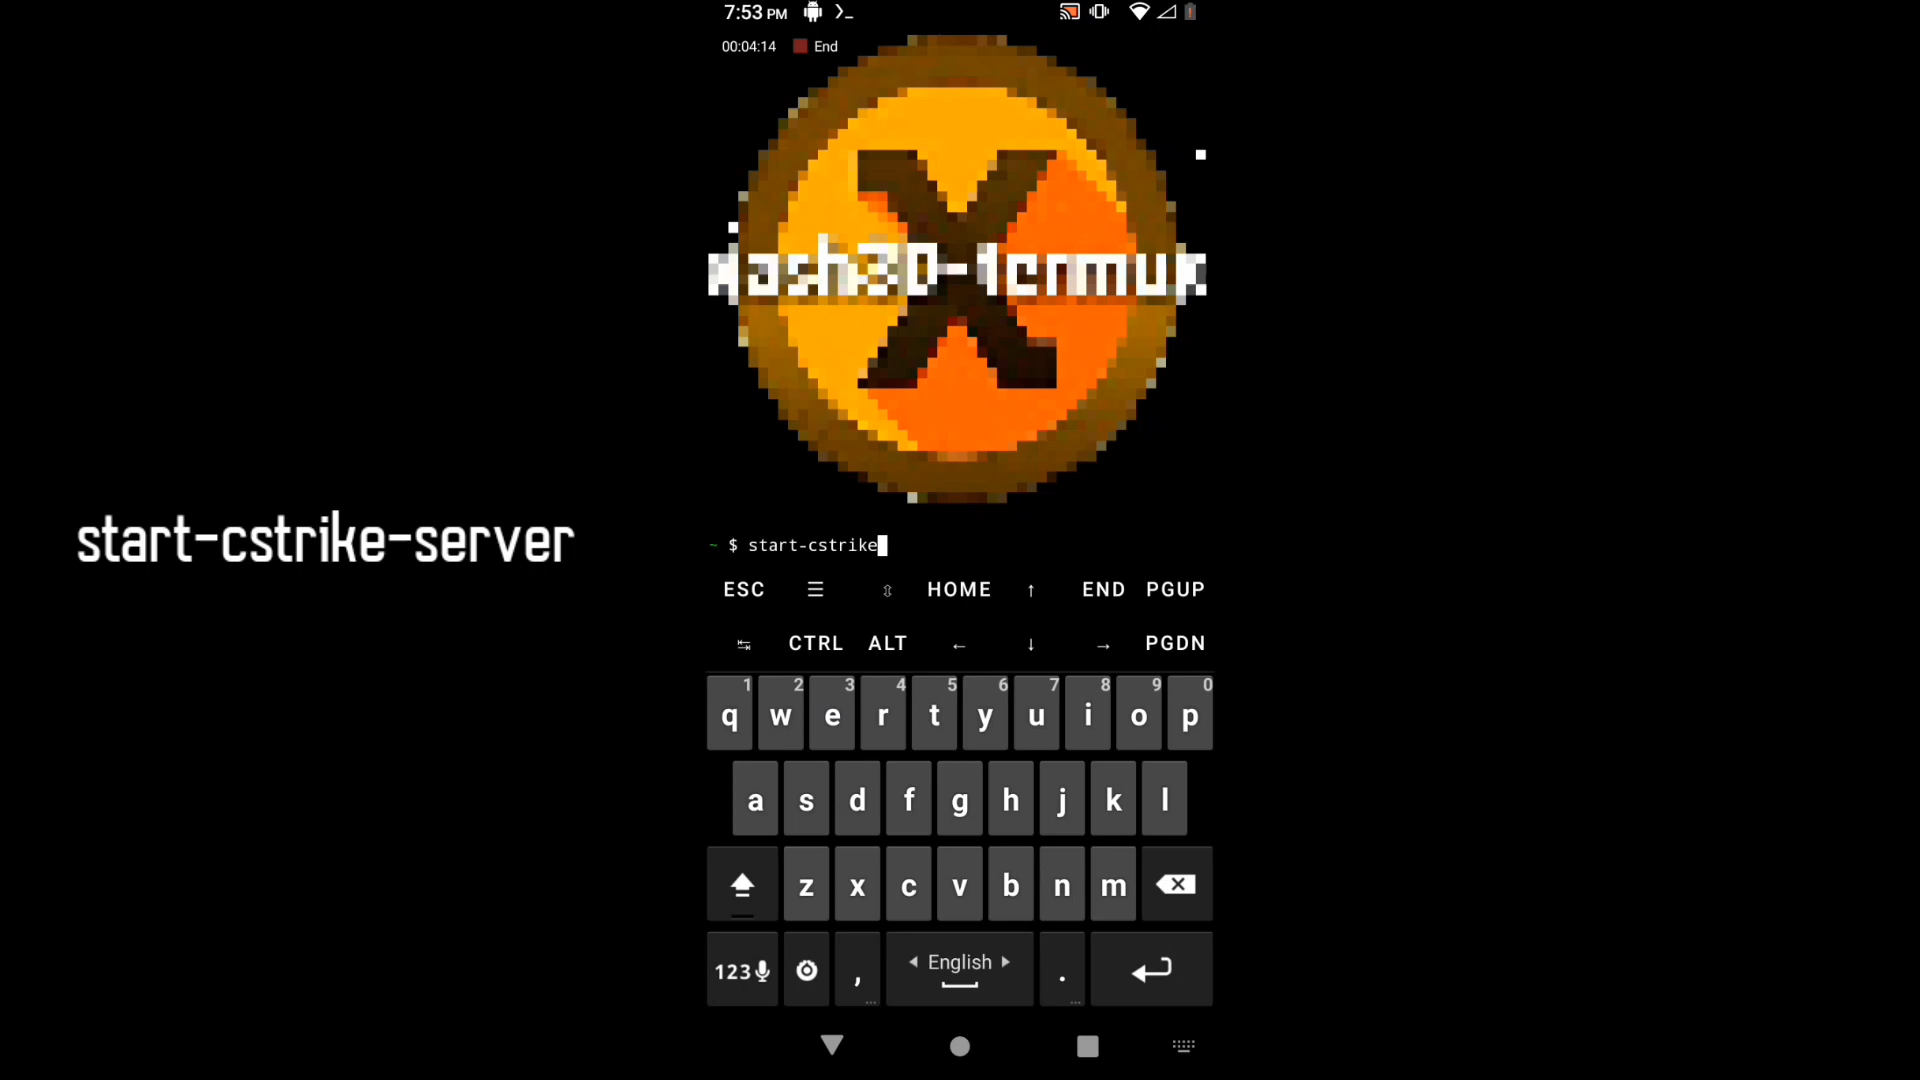 7:53 PM
00:04:14 End
xash3D-termux
start-cstrike-server
~ $ start-cstrike
ESC ☰ ⇳ HOME ↑ END PGUP
↹ CTRL ALT ← ↓ → PGDN
1 2 3 4 5 6 7 8 9 0
q w e r t y u i o p
a s d f g h j k l
z x c v b n m
123 , English .